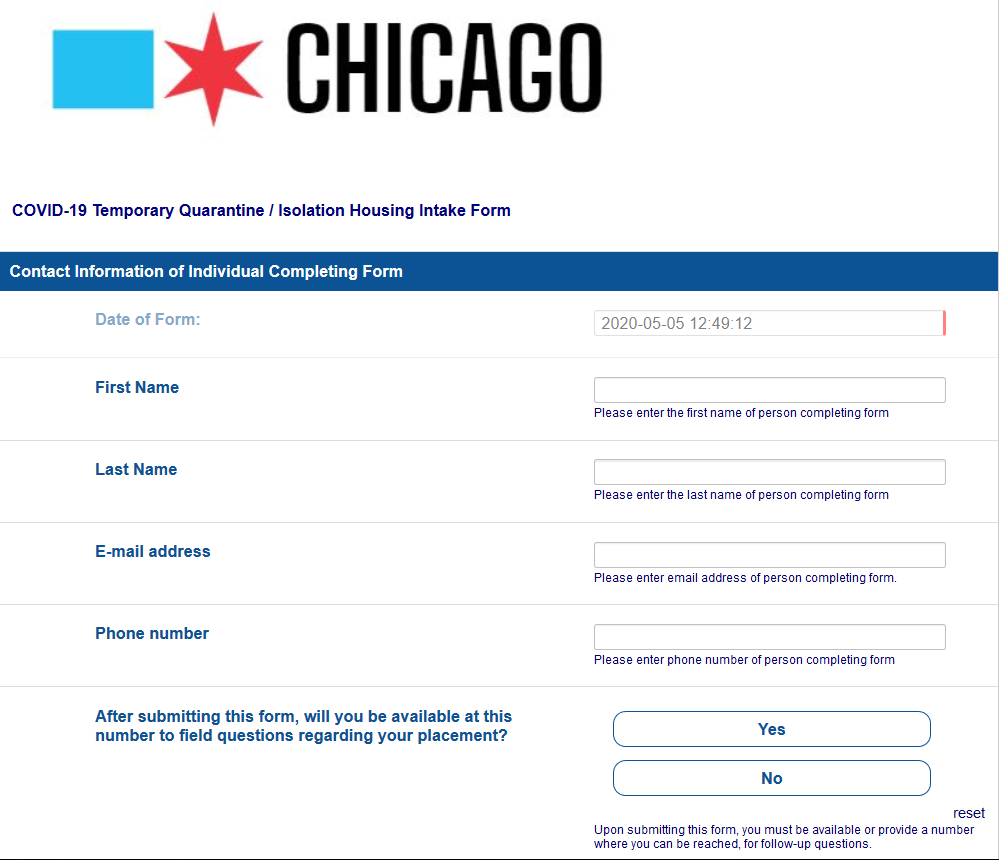 CHICAGO
COVID-19 Temporary Quarantine / Isolation Housing Intake Form
Contact Information of Individual Completing Form
Date of Form:
2020-05-05 12:49:12
First Name
Please enter the first name of person completing form
Last Name
Please enter the last name of person completing form
E-mail address
Please enter email address of person completing form.
Phone number
Please enter phone number of person completing form
After submitting this form, will you be available at this
number to field questions regarding your placement?
Yes
No
reset
Upon submitting this form, you must be available or provide a number
where you can be reached, for follow-up questions.